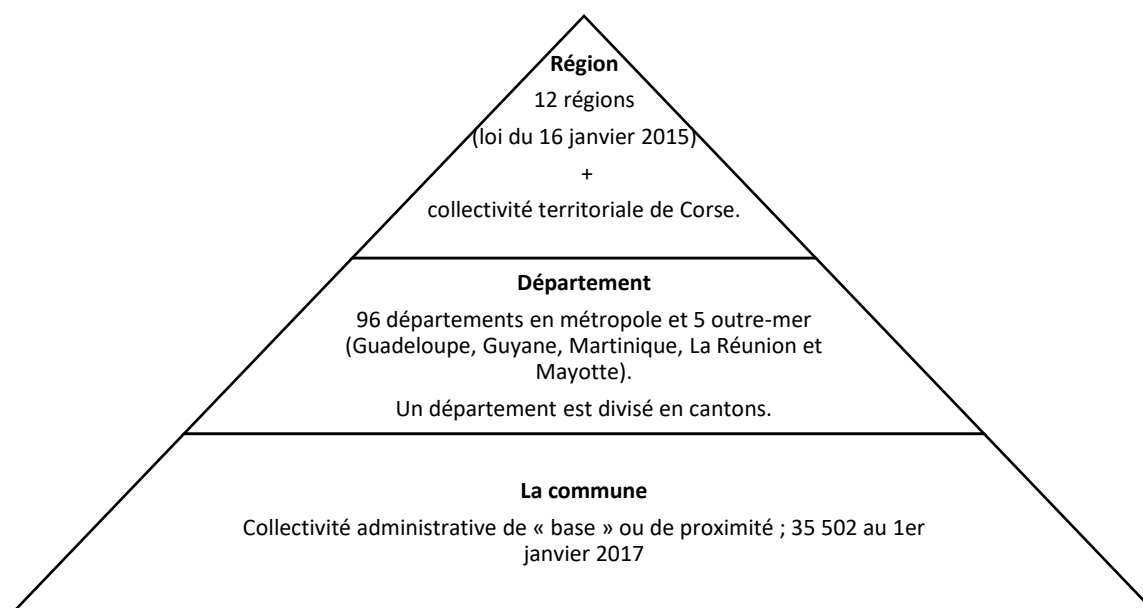 Région
12 régions
(loi du 16 janvier 2015)
+
collectivité territoriale de Corse.
Département
96 départements en métropole et 5 outre-mer
(Guadeloupe, Guyane, Martinique, La Réunion et
Mayotte).
Un département est divisé en cantons.
La commune
Collectivité administrative de « base » ou de proximité ; 35 502 au 1er
janvier 2017